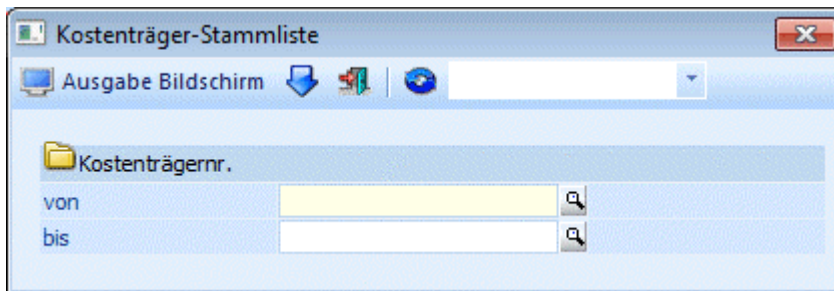 Kostenträger-Stammliste
Ausgabe Bildschirm
Kostenträgernr.
von
bis